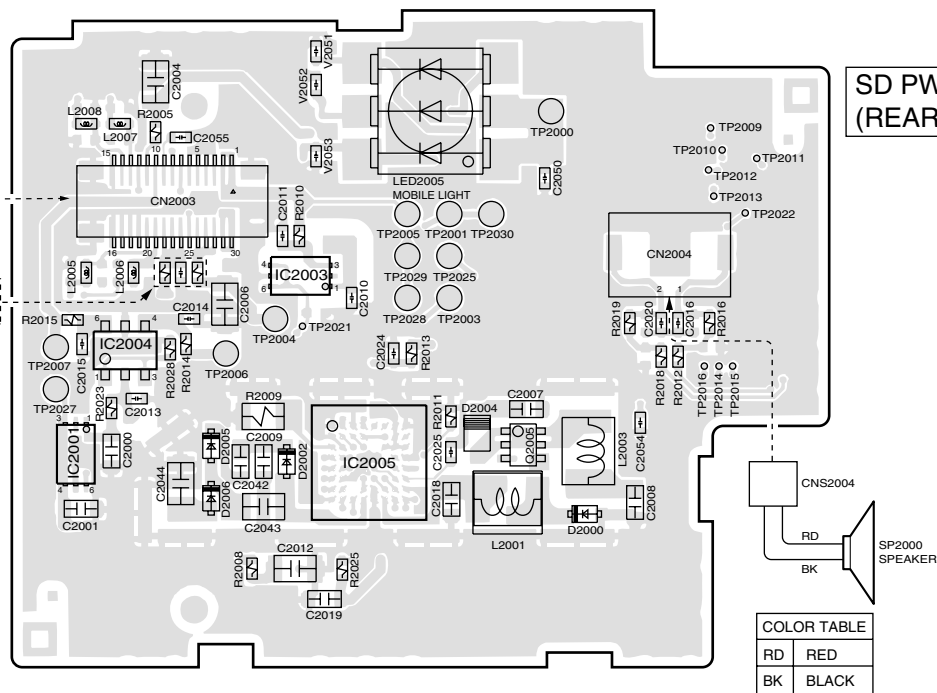 SD PW
(REAR
V2051
C2004
V2052
L2008
L2007
R2005
10
C2055
5
1
15
V2053
TP2000
TP2009
TP2010
TP2011
TP2012
TP2013
TP2022
C2050
LED2005
MOBILE LIGHT
CN2003
C2011
R2010
16
20
25
30
TP2005
TP2001
TP2030
CN2004
2
1
L2005
L2006
4
3
IC2003
6
1
TP2029
TP2025
C2006
C2010
C2014
R2015
TP2004
TP2021
TP2028
TP2003
R2019
C2020
C2016
R2016
6
4
IC2004
1
3
TP2007
C2015
R2028
R2014
TP2006
C2024
R2013
R2018
R2012
TP2016
TP2014
TP2015
TP2027
R2023
C2013
R2009
C2007
3
1
IC2001
4
6
C2000
D2005
C2009
D2002
IC2005
R2011
D2004
Q2005
L2003
C2054
C2025
C2044
D2006
C2042
C2043
C2018
L2001
D2000
C2008
C2001
CNS2004
RD
BK
SP2000
SPEAKER
R2008
C2012
R2025
C2019
COLOR TABLE
RD RED
BK BLACK